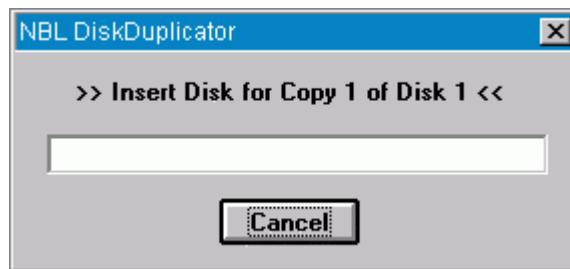 NBL DiskDuplicator
>> Insert Disk for Copy 1 of Disk 1 <<
Cancel